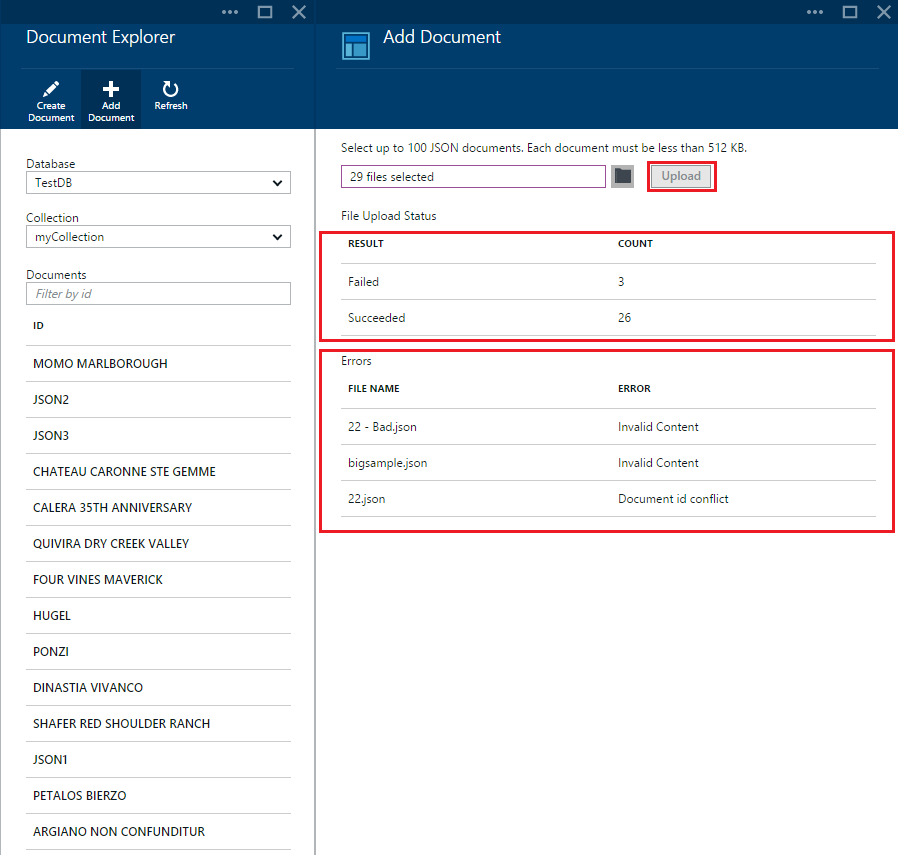 Document Explorer
Create Document
Add Document
Refresh
Database
TestDB
Collection
myCollection
Documents
Filter by id
ID
MOMO MARLBOROUGH
JSON2
JSON3
CHATEAU CARONNE STE GEMME
CALERA 35TH ANNIVERSARY
QUIVIRA DRY CREEK VALLEY
FOUR VINES MAVERICK
HUGEL
PONZI
DINASTIA VIVANCO
SHAFER RED SHOULDER RANCH
JSON1
PETALOS BIERZO
ARGIANO NON CONFUNDITUR
Add Document
Select up to 100 JSON documents. Each document must be less than 512 KB.
29 files selected
Upload
File Upload Status
RESULT COUNT
Failed 3
Succeeded 26
Errors
FILE NAME ERROR
22 - Bad.json Invalid Content
bigsample.json Invalid Content
22.json Document id conflict